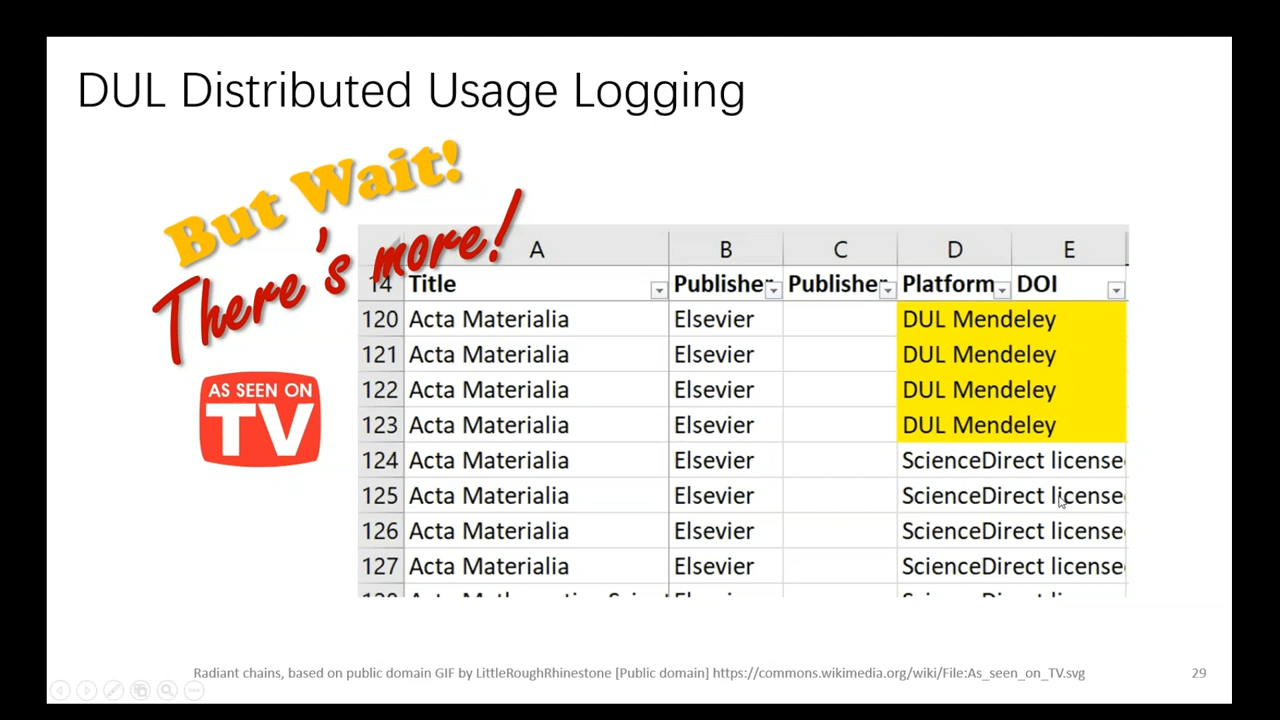 DUL Distributed Usage Logging
But Wait!
There's more!
AS SEEN ON
TV
A B C D E
14 Title Publisher Publisher Platform DOI
120 Acta Materialia Elsevier DUL Mendeley
121 Acta Materialia Elsevier DUL Mendeley
122 Acta Materialia Elsevier DUL Mendeley
123 Acta Materialia Elsevier DUL Mendeley
124 Acta Materialia Elsevier ScienceDirect license
125 Acta Materialia Elsevier ScienceDirect license
126 Acta Materialia Elsevier ScienceDirect license
127 Acta Materialia Elsevier ScienceDirect license
Radiant chains, based on public domain GIF by LittleRoughRhinestone [Public domain] https://commons.wikimedia.org/wiki/File:As_seen_on_TV.svg
29